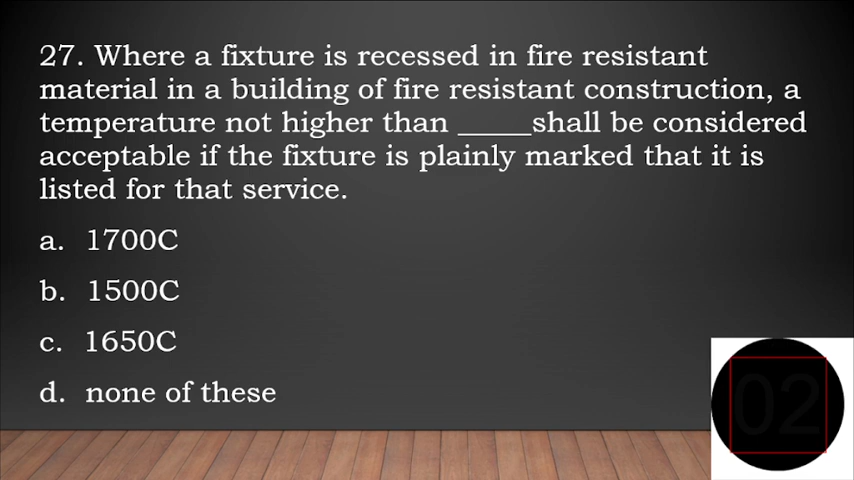 27. Where a fixture is recessed in fire resistant
material in a building of fire resistant construction, a
temperature not higher than _____shall be considered
acceptable if the fixture is plainly marked that it is
listed for that service.
a. 1700C
b. 1500C
c. 1650C
d. none of these
02